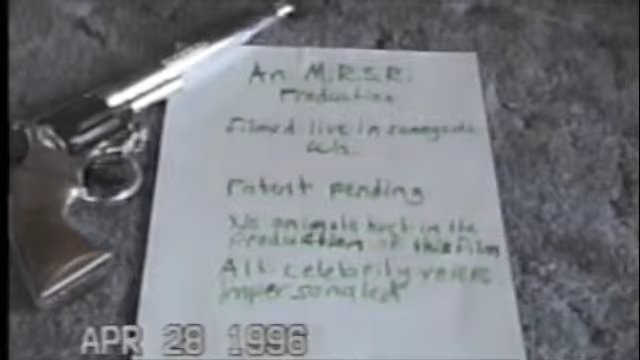 An M.R.S.R.
Production
Filmed live in
Patent pending
No animals hurt in the
production of this film
All celebrity voices
impersonated
APR 28 1996